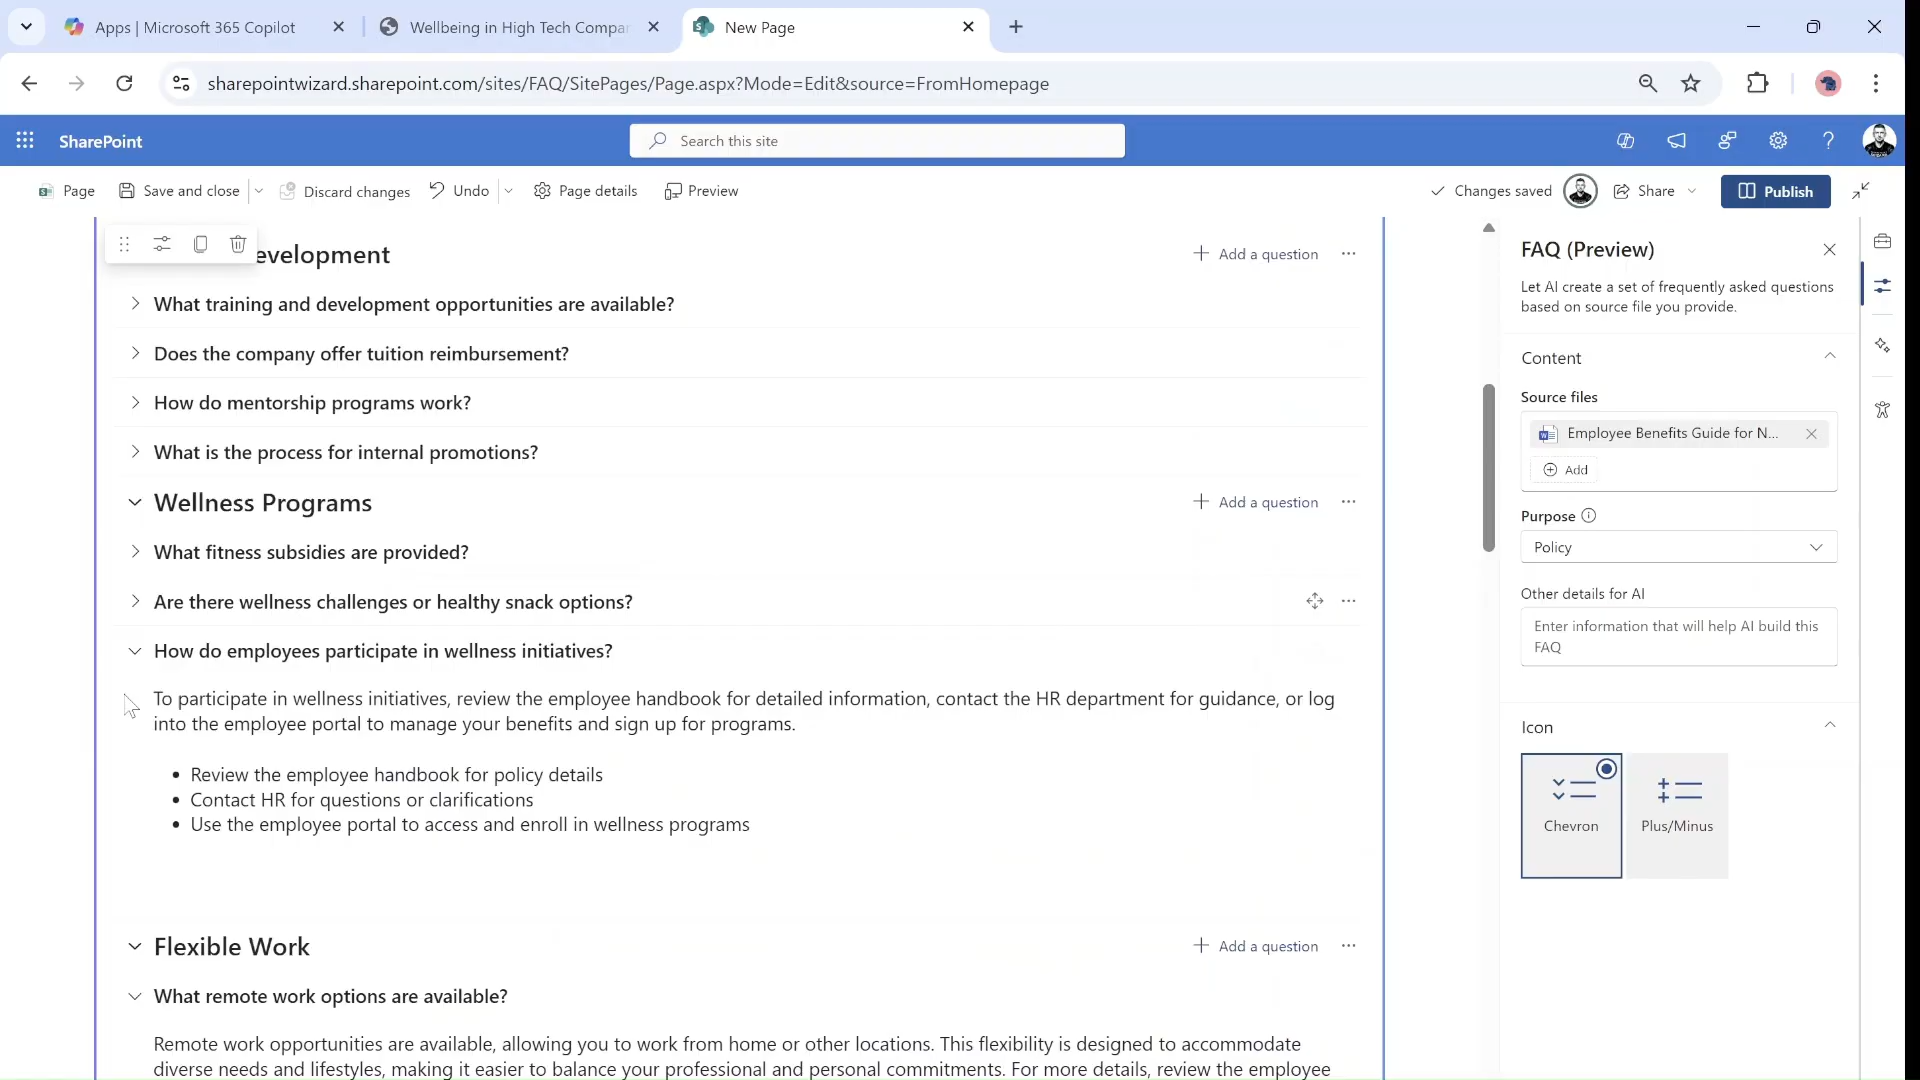 Apps | Microsoft 365 Copilot
Wellbeing in High Tech Compar
New Page
sharepointwizard.sharepoint.com/sites/FAQ/SitePages/Page.aspx?Mode=Edit&source=FromHomepage
SharePoint
Search this site
Page
Save and close
Discard changes
Undo
Page details
Preview
Changes saved
Share
Publish
evelopment
Add a question
What training and development opportunities are available?
Does the company offer tuition reimbursement?
How do mentorship programs work?
What is the process for internal promotions?
Wellness Programs
Add a question
What fitness subsidies are provided?
Are there wellness challenges or healthy snack options?
How do employees participate in wellness initiatives?
To participate in wellness initiatives, review the employee handbook for detailed information, contact the HR department for guidance, or log
into the employee portal to manage your benefits and sign up for programs.
• Review the employee handbook for policy details
• Contact HR for questions or clarifications
• Use the employee portal to access and enroll in wellness programs
Flexible Work
Add a question
What remote work options are available?
Remote work opportunities are available, allowing you to work from home or other locations. This flexibility is designed to accommodate
diverse needs and lifestyles, making it easier to balance your professional and personal commitments. For more details, review the employee
FAQ (Preview)
Let AI create a set of frequently asked questions
based on source file you provide.
Content
Source files
Employee Benefits Guide for N...
Add
Purpose
Policy
Other details for AI
Enter information that will help AI build this
FAQ
Icon
Chevron
Plus/Minus